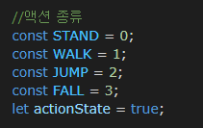 //액션 종류
const STAND = 0;
const WALK = 1;
const JUMP = 2;
const FALL = 3;
let actionState = true;